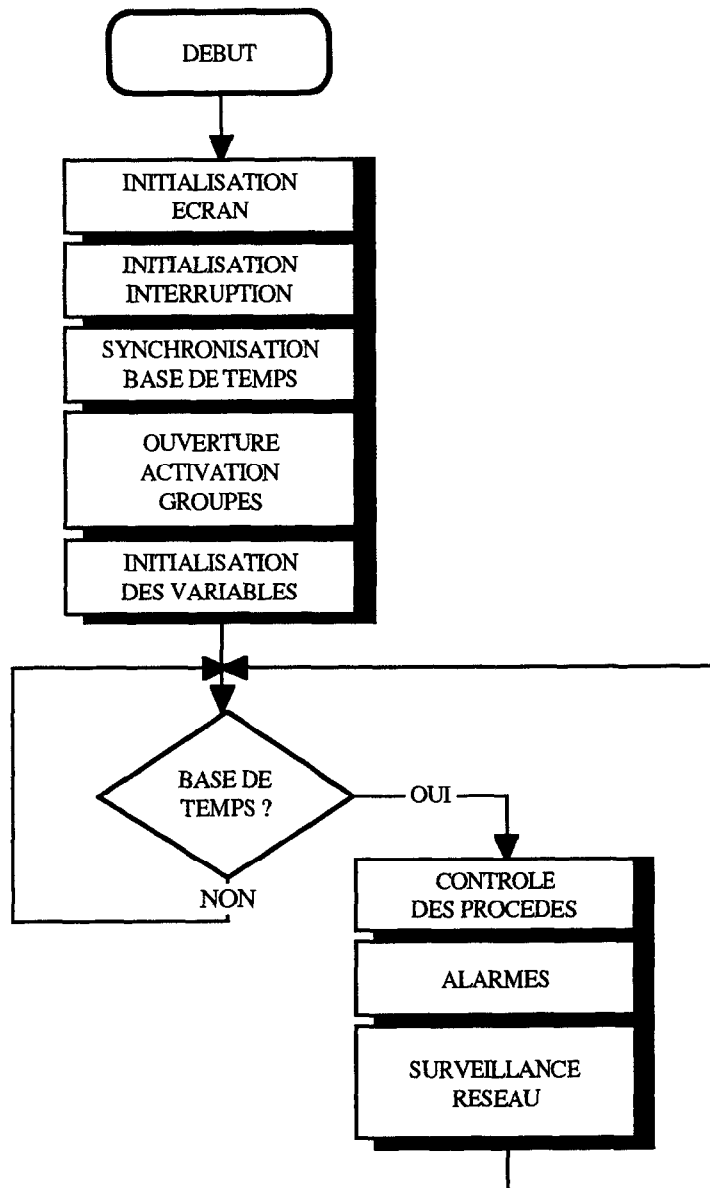 DEBUT
INITIALISATION
ECRAN
INITIALISATION
INTERRUPTION
SYNCHRONISATION
BASE DE TEMPS
OUVERTURE
ACTIVATION
GROUPES
INITIALISATION
DES VARIABLES
BASE DE
TEMPS ?
OUI
NON
CONTROLE
DES PROCEDES
ALARMES
SURVEILLANCE
RESEAU